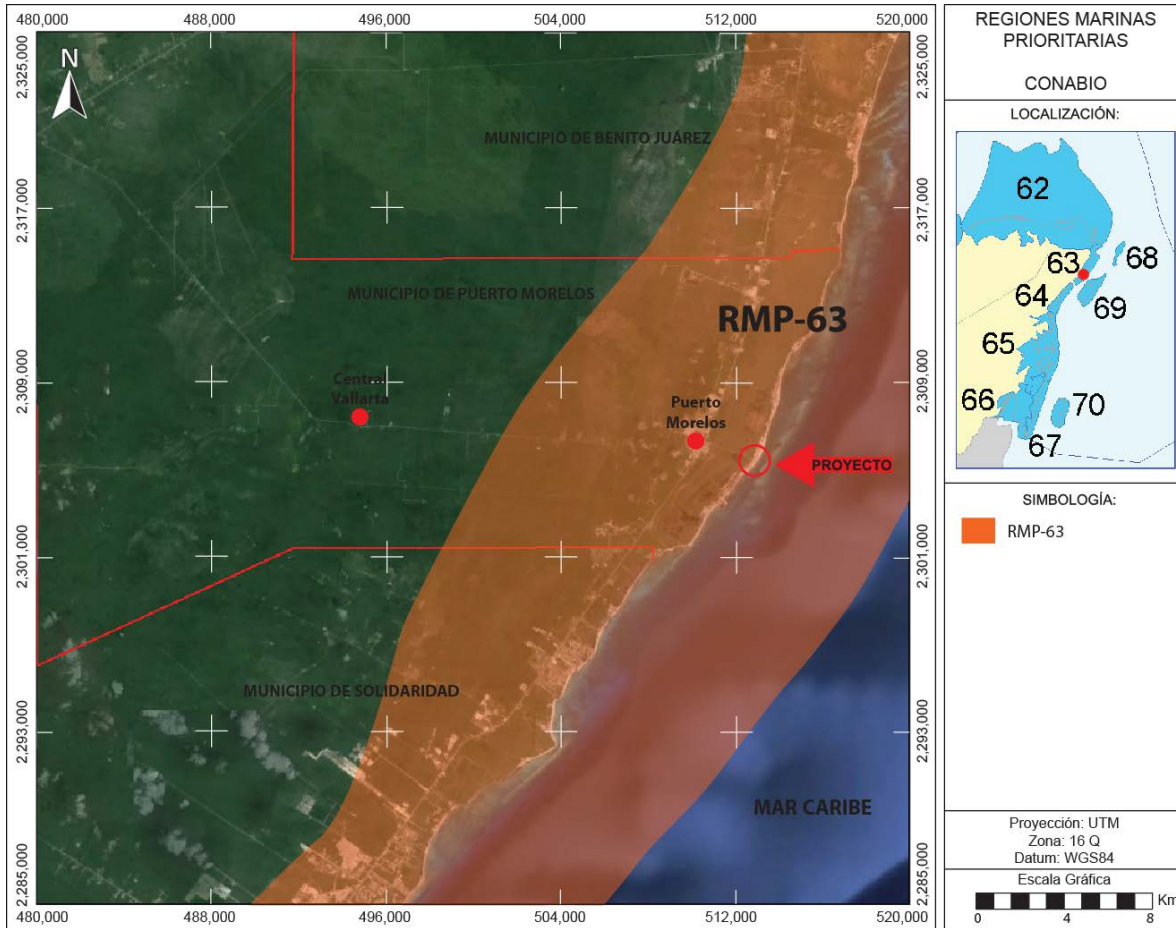 480,000
488,000
496,000
504,000
512,000
520,000
2,325,000
2,317,000
2,309,000
2,301,000
2,293,000
2,285,000
N
MUNICIPIO DE BENITO JUÁREZ
MUNICIPIO DE PUERTO MORELOS
RMP-63
Central
Vallarta
Puerto
Morelos
PROYECTO
MUNICIPIO DE SOLIDARIDAD
MAR CARIBE
2,325,000
2,317,000
2,309,000
2,301,000
2,293,000
2,285,000
480,000
488,000
496,000
504,000
512,000
520,000
REGIONES MARINAS
PRIORITARIAS
CONABIO
LOCALIZACIÓN:
62
63
68
64
69
65
66
70
67
SIMBOLOGÍA:
RMP-63
Proyección: UTM
Zona: 16 Q
Datum: WGS84
Escala Gráfica
Km
0 4 8